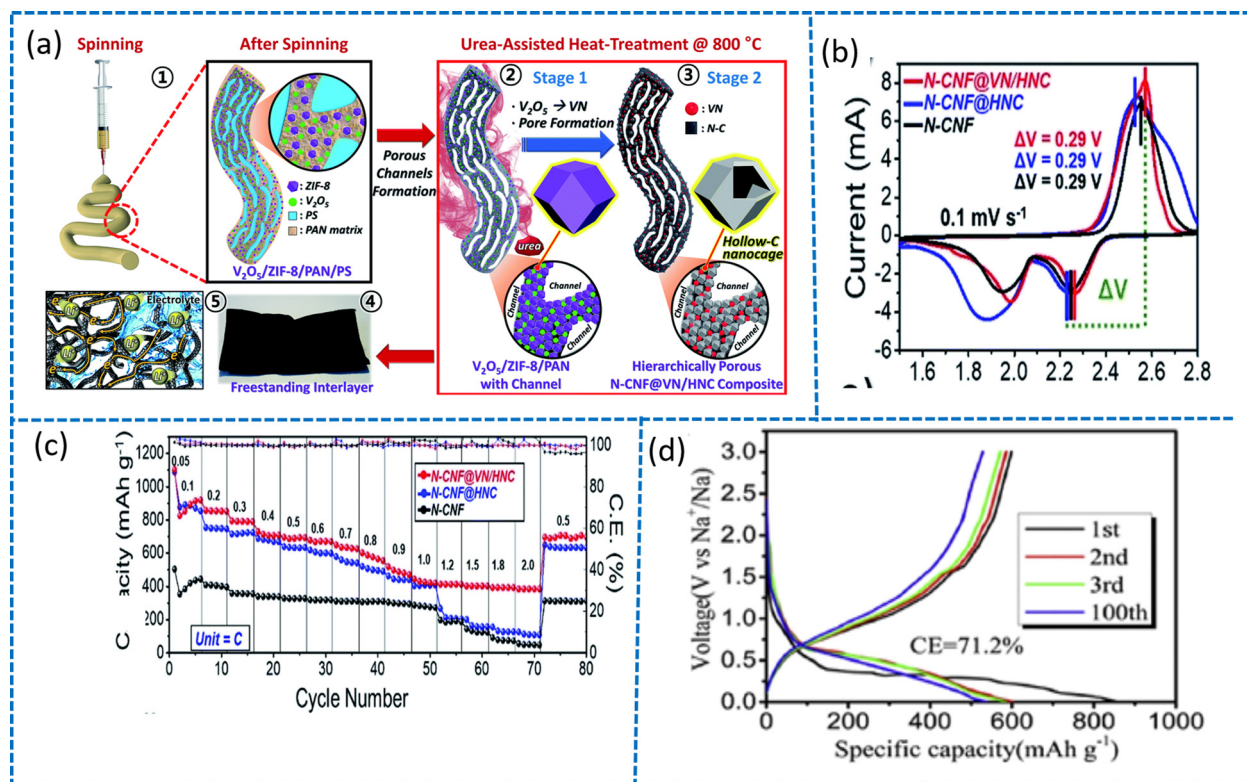 (a)
Spinning
①
After Spinning
: ZIF-8
: V₂O₅
: PS
: PAN matrix
V₂O₅/ZIF-8/PAN/PS
Porous
Channels
Formation
Urea-Assisted Heat-Treatment @ 800 °C
② Stage 1
· V₂O₅ → VN
· Pore Formation
urea
Channel
Channel
Channel
V₂O₅/ZIF-8/PAN
with Channel
③ Stage 2
: VN
: N-C
Hollow-C
nanocage
Channel
Channel
Channel
Hierarchically Porous
N-CNF@VN/HNC Composite
④
Freestanding Interlayer
⑤
Electrolyte
(b)
N-CNF@VN/HNC
N-CNF@HNC
N-CNF
ΔV = 0.29 V
ΔV = 0.29 V
ΔV = 0.29 V
0.1 mV s⁻¹
ΔV
Current (mA)
8
6
4
2
0
-2
-4
-6
1.6 1.8 2.0 2.2 2.4 2.6 2.8
(c)
C acity (mAh g⁻¹)
1200
1050
900
750
600
450
300
150
0
0.05
0.1
0.2
0.3
0.4
0.5
0.6
0.7
0.8
0.9
1.0
1.2
1.5
1.8
2.0
0.5
N-CNF@VN/HNC
N-CNF@HNC
N-CNF
Unit = C
100
80
60
40
20
0
C.E. (%)
0 10 20 30 40 50 60 70 80
Cycle Number
(d)
Voltage(V vs Na⁺/Na)
3.0
2.5
2.0
1.5
1.0
0.5
0.0
1st
2nd
3rd
100th
CE=71.2%
0 200 400 600 800 1000
Specific capacity(mAh g⁻¹)